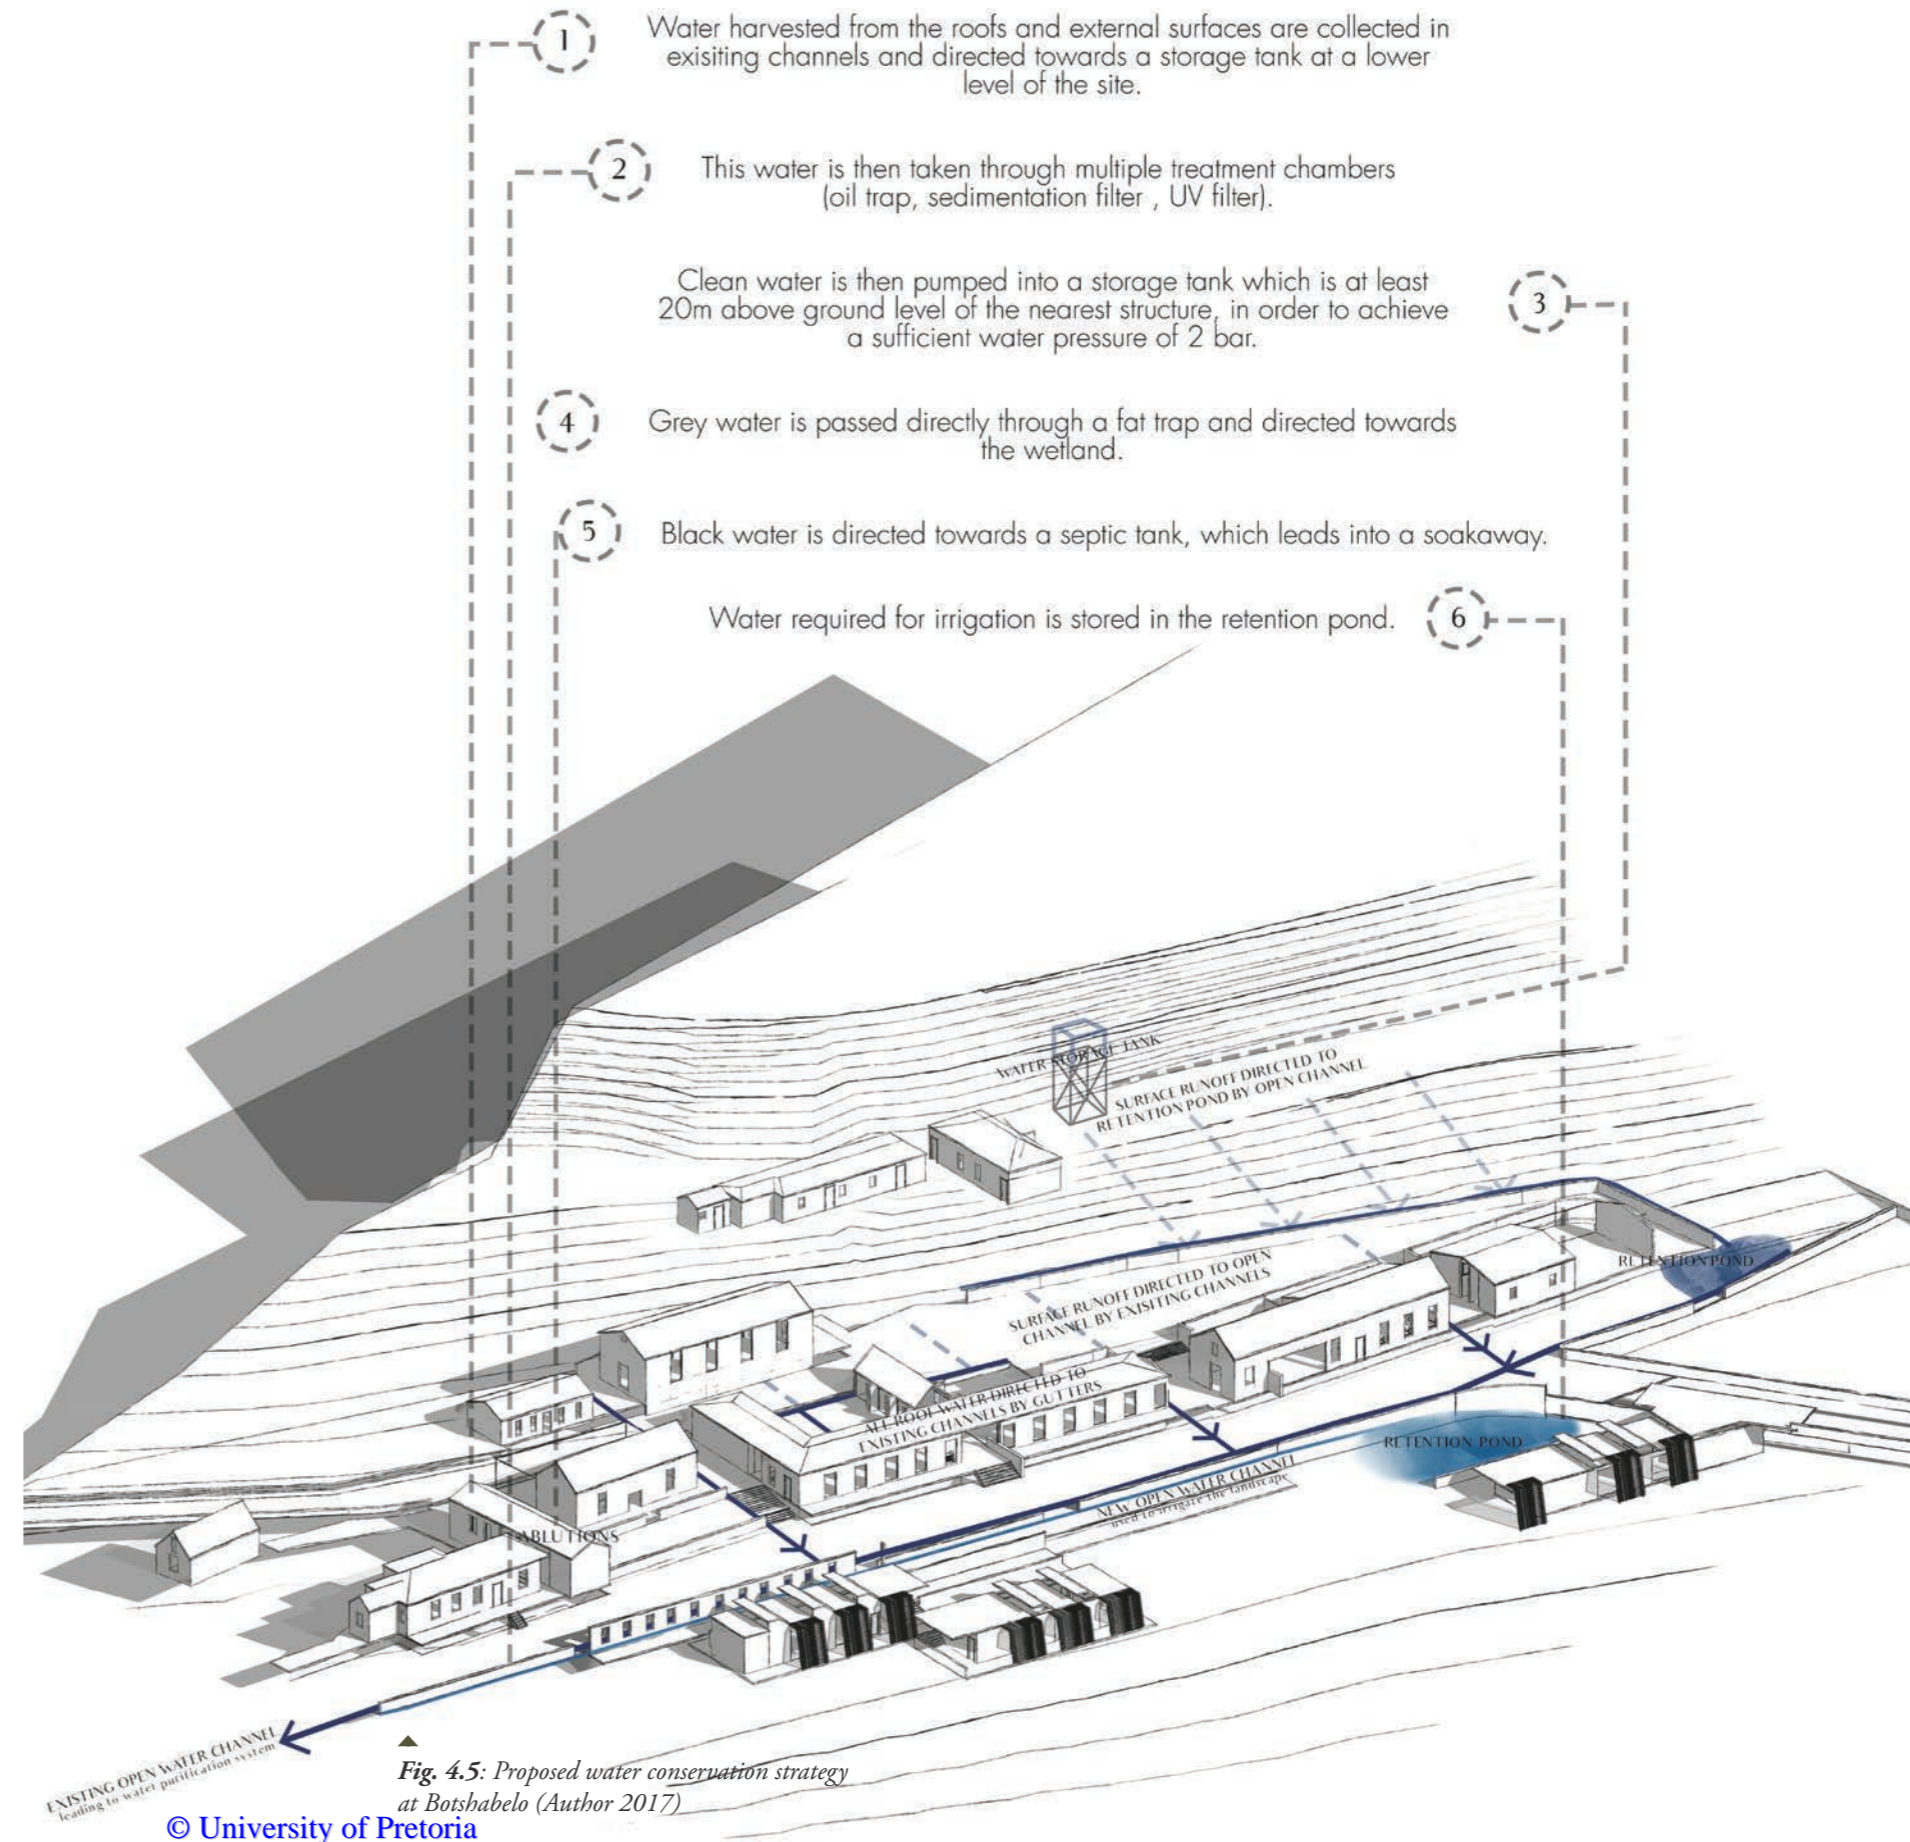 1
Water harvested from the roofs and external surfaces are collected in
exisiting channels and directed towards a storage tank at a lower
level of the site.
2
This water is then taken through multiple treatment chambers
(oil trap, sedimentation filter , UV filter).
Clean water is then pumped into a storage tank which is at least
20m above ground level of the nearest structure, in order to achieve
a sufficient water pressure of 2 bar.
3
4
Grey water is passed directly through a fat trap and directed towards
the wetland.
5
Black water is directed towards a septic tank, which leads into a soakaway.
Water required for irrigation is stored in the retention pond.
6
WATER STORAGE TANK
SURFACE RUNOFF DIRECTED TO
RETENTION POND BY OPEN CHANNEL
RETENTION POND
SURFACE RUNOFF DIRECTED TO OPEN
CHANNEL BY EXISITING CHANNELS
ALL ROOF WATER DIRECTED TO
EXISTING CHANNELS BY GUTTERS
RETENTION POND
NEW OPEN WATER CHANNEL
used to irrigate the landscape
ABLUTIONS
EXISTING OPEN WATER CHANNEL
leading to water purification system
Fig. 4.5: Proposed water conservation strategy
at Botshabelo (Author 2017)
© University of Pretoria